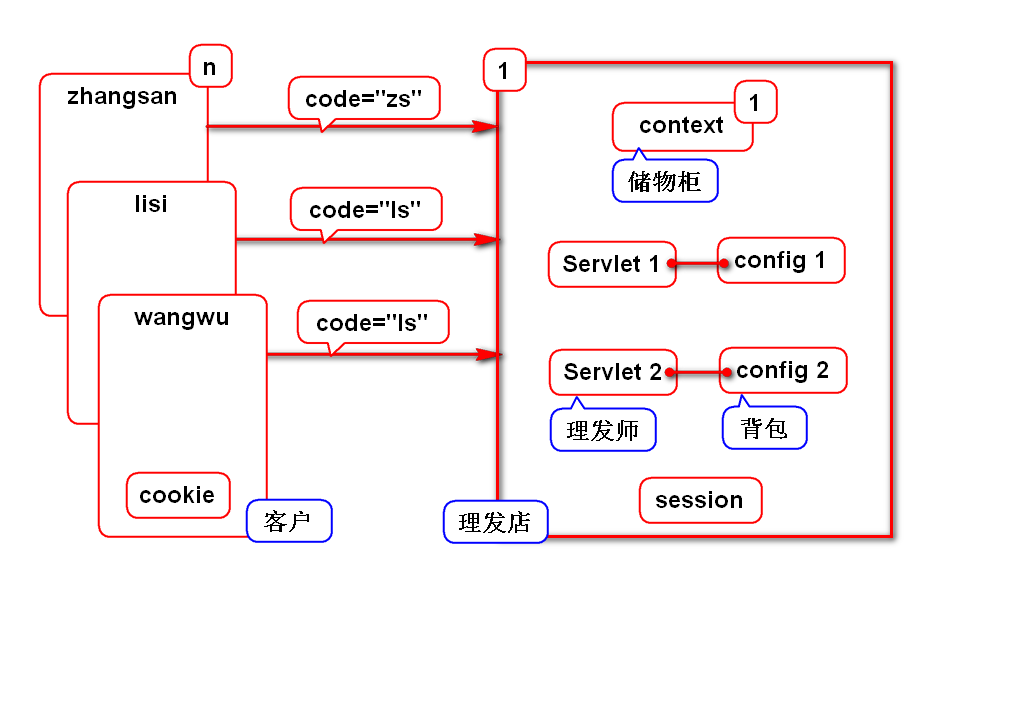 n
zhangsan
code="zs"
1
context
1
储物柜
lisi
code="ls"
Servlet 1
config 1
wangwu
code="ls"
Servlet 2
config 2
理发师
背包
cookie
session
客户
理发店